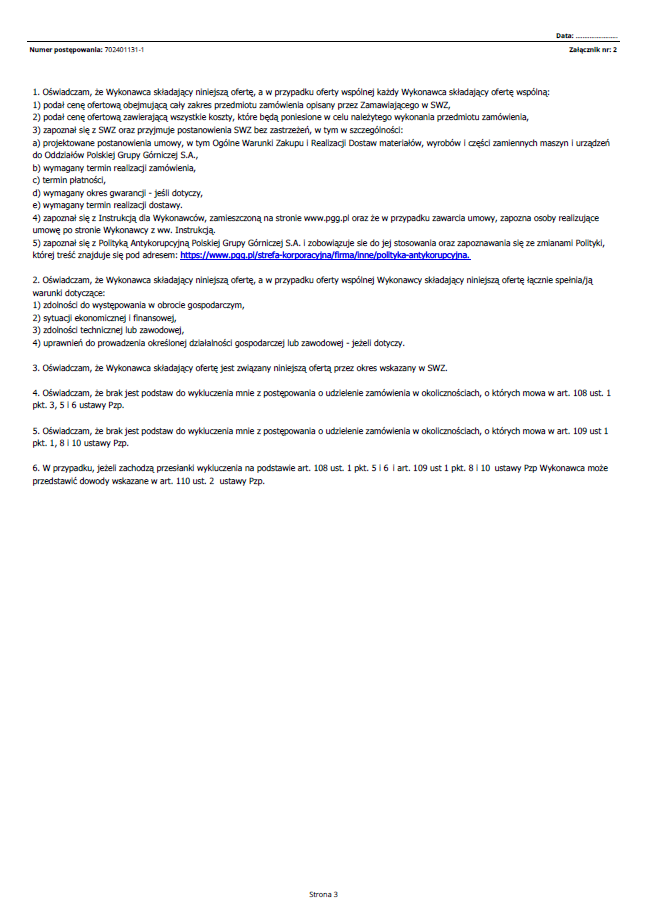 Data: ........................
Numer postępowania: 702401131-1
Załącznik nr: 2
1. Oświadczam, że Wykonawca składający niniejszą ofertę, a w przypadku oferty wspólnej każdy Wykonawca składający ofertę wspólną:
1) podał cenę ofertową obejmującą cały zakres przedmiotu zamówienia opisany przez Zamawiającego w SWZ,
2) podał cenę ofertową zawierającą wszystkie koszty, które będą poniesione w celu należytego wykonania przedmiotu zamówienia,
3) zapoznał się z SWZ oraz przyjmuje postanowienia SWZ bez zastrzeżeń, w tym w szczególności:
a) projektowane postanowienia umowy, w tym Ogólne Warunki Zakupu i Realizacji Dostaw materiałów, wyrobów i części zamiennych maszyn i urządzeń
do Oddziałów Polskiej Grupy Górniczej S.A.,
b) wymagany termin realizacji zamówienia,
c) termin płatności,
d) wymagany okres gwarancji - jeśli dotyczy,
e) wymagany termin realizacji dostawy.
4) zapoznał się z Instrukcją dla Wykonawców, zamieszczoną na stronie www.pgg.pl oraz że w przypadku zawarcia umowy, zapozna osoby realizujące
umowę po stronie Wykonawcy z ww. Instrukcją.
5) zapoznał się z Polityką Antykorupcyjną Polskiej Grupy Górniczej S.A. i zobowiązuje sie do jej stosowania oraz zapoznawania się ze zmianami Polityki,
której treść znajduje się pod adresem: https://www.pgg.pl/strefa-korporacyjna/firma/inne/polityka-antykorupcyjna.
2. Oświadczam, że Wykonawca składający niniejszą ofertę, a w przypadku oferty wspólnej Wykonawcy składający niniejszą ofertę łącznie spełnia/ją
warunki dotyczące:
1) zdolności do występowania w obrocie gospodarczym,
2) sytuacji ekonomicznej i finansowej,
3) zdolności technicznej lub zawodowej,
4) uprawnień do prowadzenia określonej działalności gospodarczej lub zawodowej - jeżeli dotyczy.
3. Oświadczam, że Wykonawca składający ofertę jest związany niniejszą ofertą przez okres wskazany w SWZ.
4. Oświadczam, że brak jest podstaw do wykluczenia mnie z postępowania o udzielenie zamówienia w okolicznościach, o których mowa w art. 108 ust. 1
pkt. 3, 5 i 6 ustawy Pzp.
5. Oświadczam, że brak jest podstaw do wykluczenia mnie z postępowania o udzielenie zamówienia w okolicznościach, o których mowa w art. 109 ust 1
pkt. 1, 8 i 10 ustawy Pzp.
6. W przypadku, jeżeli zachodzą przesłanki wykluczenia na podstawie art. 108 ust. 1 pkt. 5 i 6 i art. 109 ust 1 pkt. 8 i 10 ustawy Pzp Wykonawca może
przedstawić dowody wskazane w art. 110 ust. 2 ustawy Pzp.
Strona 3